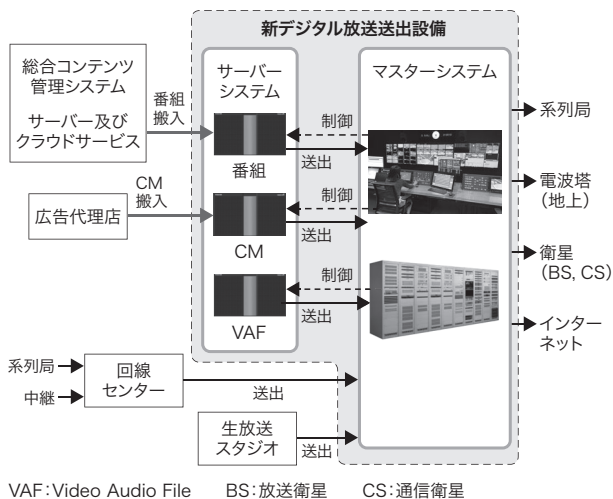 新デジタル放送送出設備
総合コンテンツ
管理システム
サーバー及び
クラウドサービス
番組
搬入
サーバー
システム
マスターシステム
制御
送出
番組
系列局
広告代理店
CM
搬入
制御
送出
CM
電波塔
(地上)
制御
送出
VAF
衛星
(BS, CS)
インター
ネット
系列局
中継
回線
センター
送出
生放送
スタジオ
送出
VAF:Video Audio File BS:放送衛星 CS:通信衛星